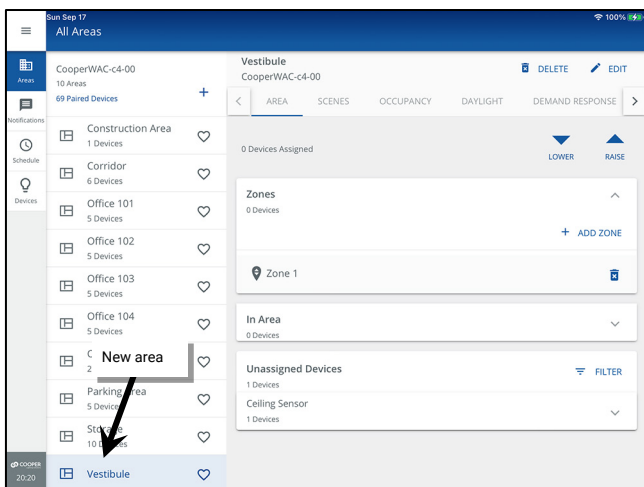 Sun Sep 17
100%
All Areas
Areas
Notifications
Schedule
Devices
COOPER
20:20
CooperWAC-c4-00
10 Areas
69 Paired Devices
Construction Area
1 Devices
Corridor
6 Devices
Office 101
5 Devices
Office 102
5 Devices
Office 103
5 Devices
Office 104
5 Devices
New area
Parking
5 Devices
10
Vestibule
Vestibule
CooperWAC-c4-00
DELETE
EDIT
AREA
SCENES
OCCUPANCY
DAYLIGHT
DEMAND RESPONSE
0 Devices Assigned
LOWER
RAISE
Zones
0 Devices
+ ADD ZONE
Zone 1
In Area
0 Devices
Unassigned Devices
1 Devices
FILTER
Ceiling Sensor
1 Devices